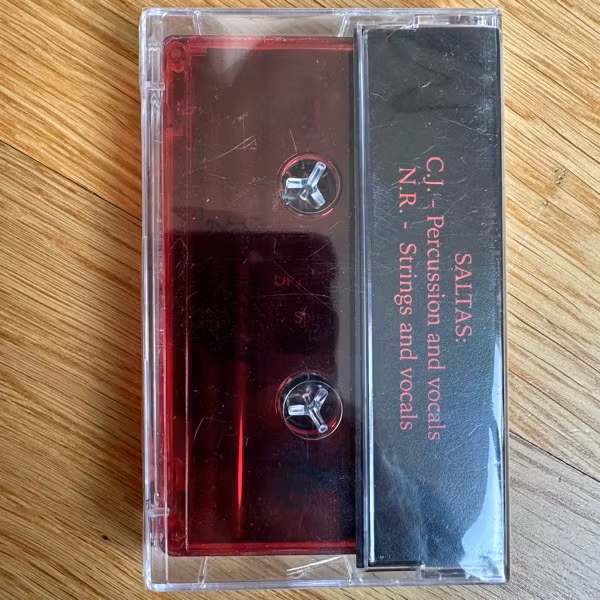 SALTAS:
C.J. - Percussion and vocals
N.R. - Strings and vocals